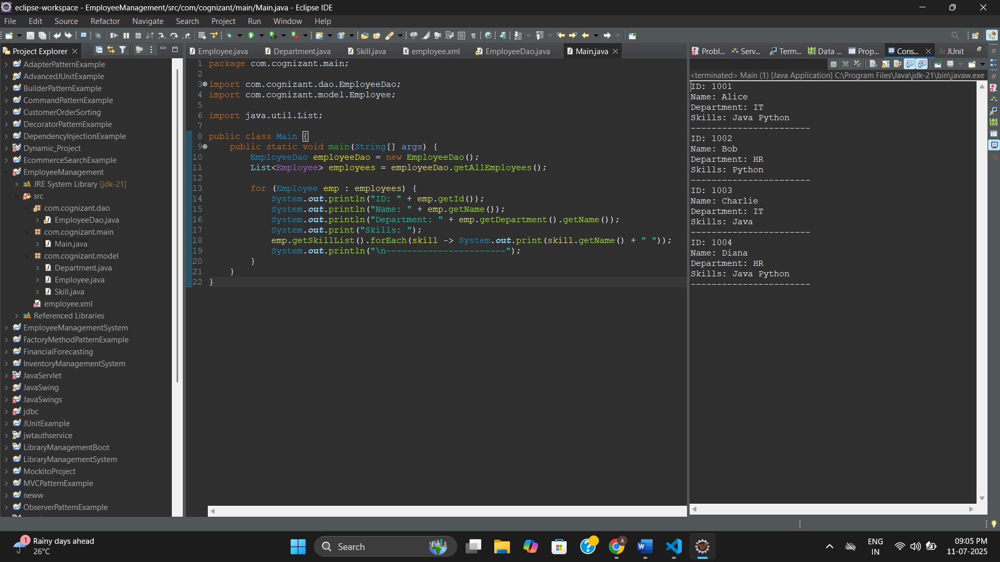 eclipse-workspace - EmployeeManagement/src/com/cognizant/main/Main.java - Eclipse IDE
File Edit Source Refactor Navigate Search Project Run Window Help
Project Explorer
AdapterPatternExample
AdvancedJUnitExample
BuilderPatternExample
CommandPatternExample
CustomerOrderSorting
DecoratorPatternExample
DependencyInjectionExample
Dynamic_Project
EcommerceSearchExample
EmployeeManagement
JRE System Library [jdk-21]
src
com.cognizant.dao
EmployeeDao.java
com.cognizant.main
Main.java
com.cognizant.model
Department.java
Employee.java
Skill.java
employee.xml
Referenced Libraries
EmployeeManagementSystem
FactoryMethodPatternExample
FinancialForecasting
InventoryManagementSystem
JavaServlet
JavaSwing
JavaSwings
jdbc
JUnitExample
jwtauthservice
LibraryManagementBoot
LibraryManagementSystem
MockitoProject
MVCPatternExample
neww
ObserverPatternExample
Employee.java Department.java Skill.java employee.xml EmployeeDao.java Main.java
1 package com.cognizant.main;
2
3 import com.cognizant.dao.EmployeeDao;
4 import com.cognizant.model.Employee;
5
6 import java.util.List;
7
8 public class Main {
9     public static void main(String[] args) {
10         EmployeeDao employeeDao = new EmployeeDao();
11         List<Employee> employees = employeeDao.getAllEmployees();
12
13         for (Employee emp : employees) {
14             System.out.println("ID: " + emp.getId());
15             System.out.println("Name: " + emp.getName());
16             System.out.println("Department: " + emp.getDepartment().getName());
17             System.out.print("Skills: ");
18             emp.getSkillList().forEach(skill -> System.out.print(skill.getName() + " "));
19             System.out.println("\n-----------------------");
20         }
21     }
22 }
Probl... Serv... Term... Data ... Prop... Cons... JUnit
<terminated> Main (1) [Java Application] C:\Program Files\Java\jdk-21\bin\javaw.exe
ID: 1001
Name: Alice
Department: IT
Skills: Java Python
-----------------------
ID: 1002
Name: Bob
Department: HR
Skills: Python
-----------------------
ID: 1003
Name: Charlie
Department: IT
Skills: Java
-----------------------
ID: 1004
Name: Diana
Department: HR
Skills: Java Python
-----------------------
1
Rainy days ahead
26°C
Search
ENG
IN
09:05 PM
11-07-2025